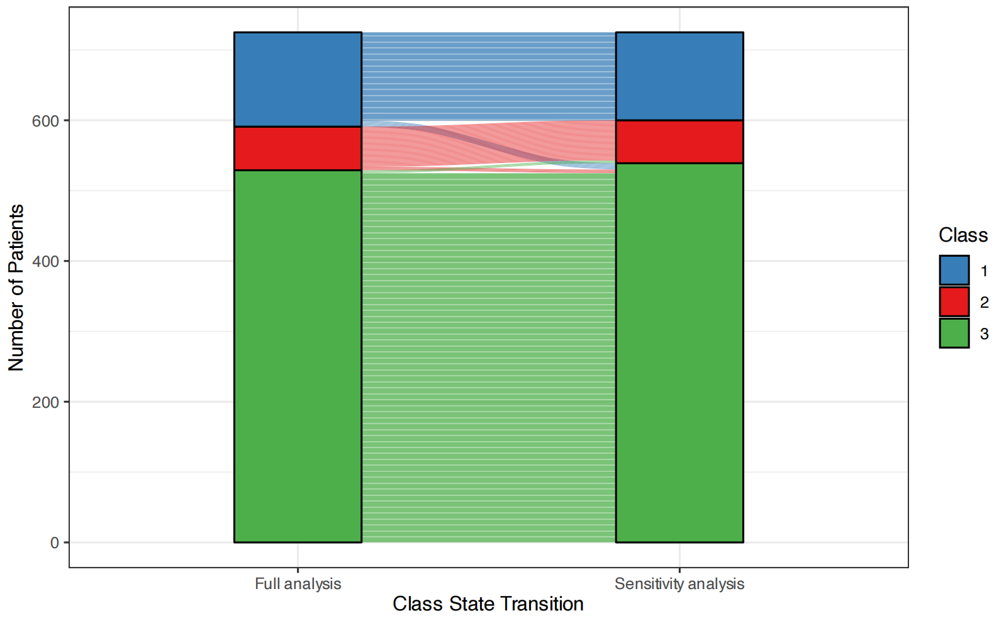 Number of Patients
600
400
200
0
Full analysis
Sensitivity analysis
Class State Transition
Class
1
2
3